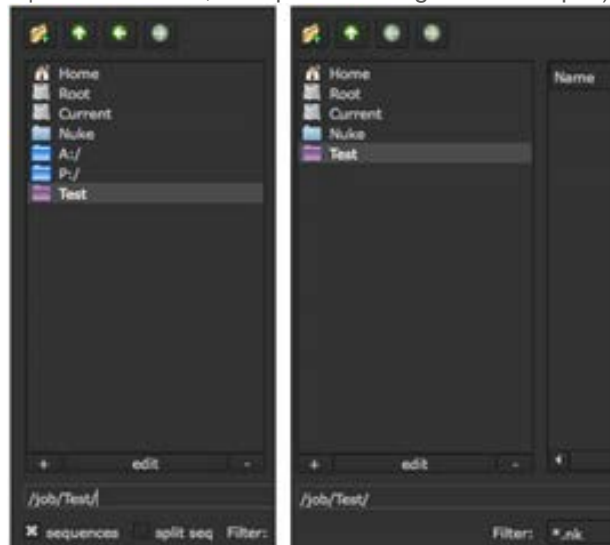 Home
Root
Current
Nuke
A:/
P:/
Test
+ edit -
/job/Test/
sequences split seq Filter:
Home
Root
Current
Nuke
Test
+ edit -
Name
/job/Test/
Filter: *.nk